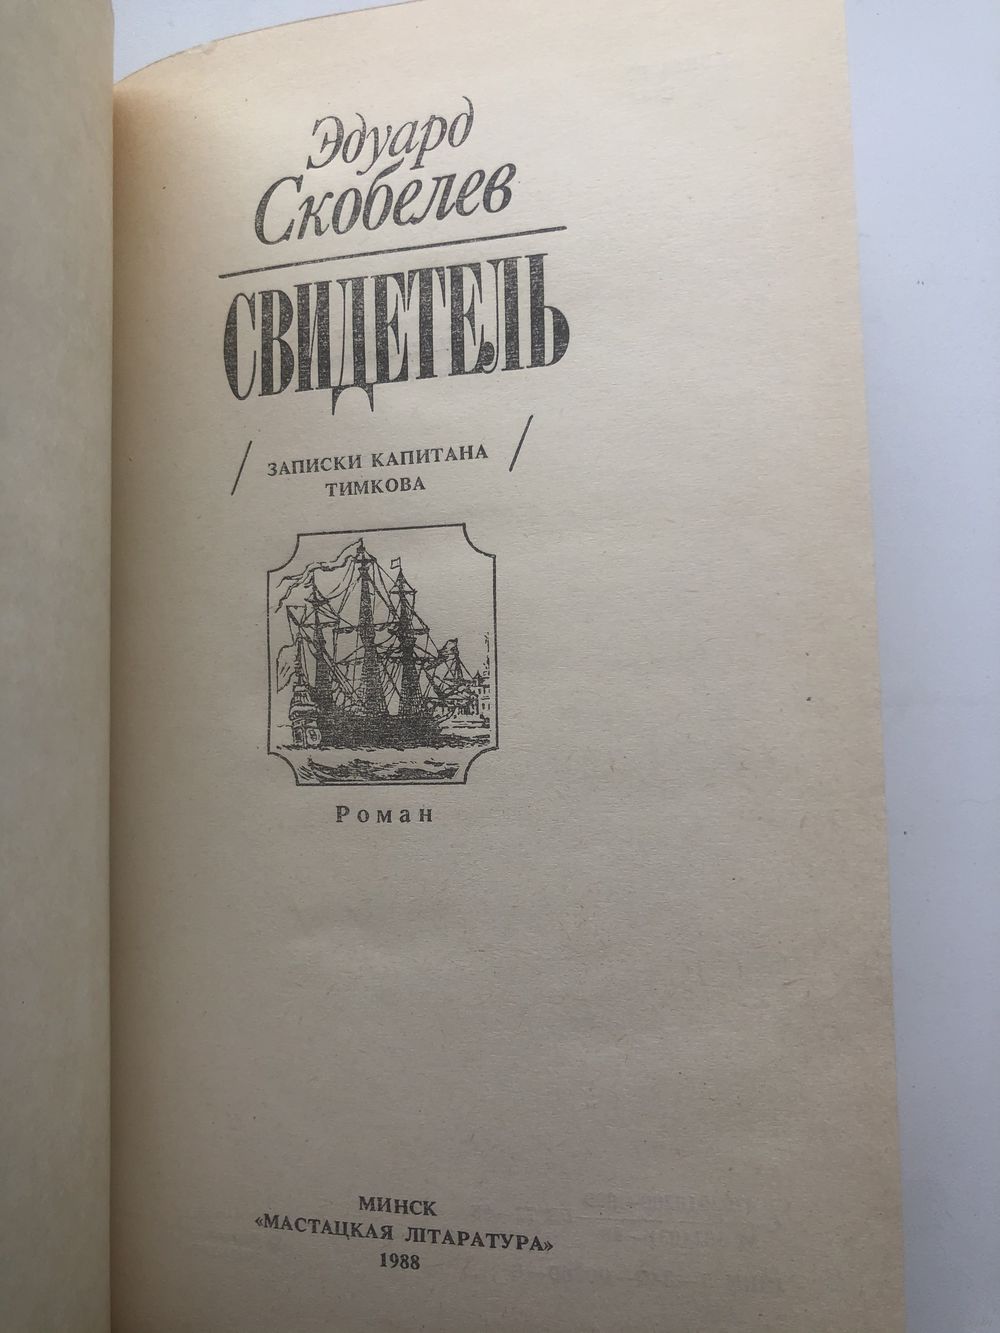 Эдуард
Скобелев
СВИДЕТЕЛЬ
/ ЗАПИСКИ КАПИТАНА /
ТИМКОВА
Роман
МИНСК
«МАСТАЦКАЯ ЛІТАРАТУРА»
1988